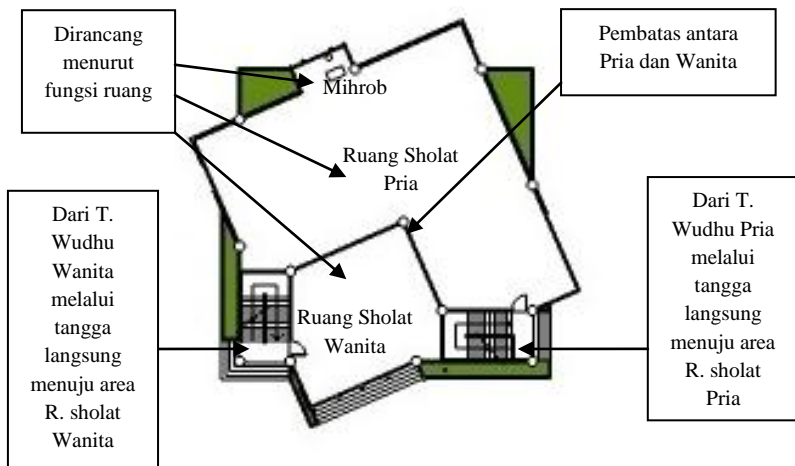 Dirancang
menurut
fungsi ruang
Pembatas antara
Pria dan Wanita
Mihrob
Ruang Sholat
Pria
Dari T.
Wudhu
Wanita
melalui
tangga
langsung
menuju area
R. sholat
Wanita
Ruang Sholat
Wanita
Dari T.
Wudhu Pria
melalui
tangga
langsung
menuju area
R. sholat
Pria